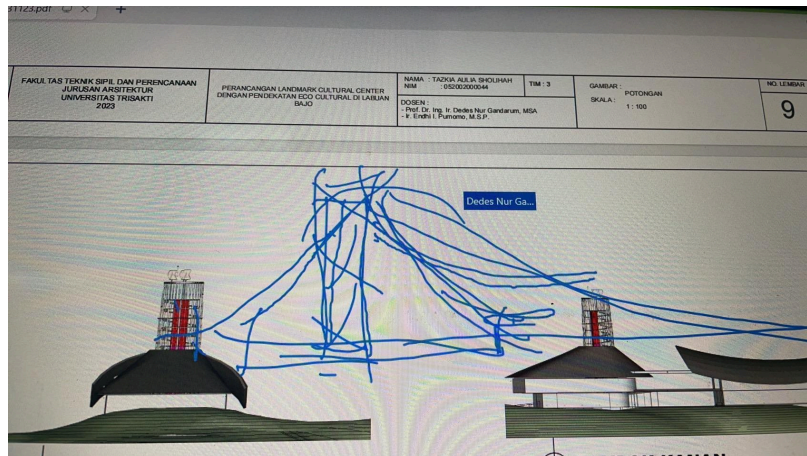 1123.pdf
FAKULTAS TEKNIK SIPIL DAN PERENCANAAN
JURUSAN ARSITEKTUR
UNIVERSITAS TRISAKTI
2023
PERANCANGAN LANDMARK CULTURAL CENTER
DENGAN PENDEKATAN ECO CULTURAL DI LABUAN
BAJO
NAMA : TAZKIA AULIA SHOLIHAH
NIM : 052002000044
DOSEN :
- Prof. Dr. Ing. Ir. Dedes Nur Gandarum, MSA
- Ir. Endhi I. Purnomo, M.S.P.
TIM : 3
GAMBAR :
POTONGAN
SKALA :
1 : 100
NO. LEMBAR
9
Dedes Nur Ga...